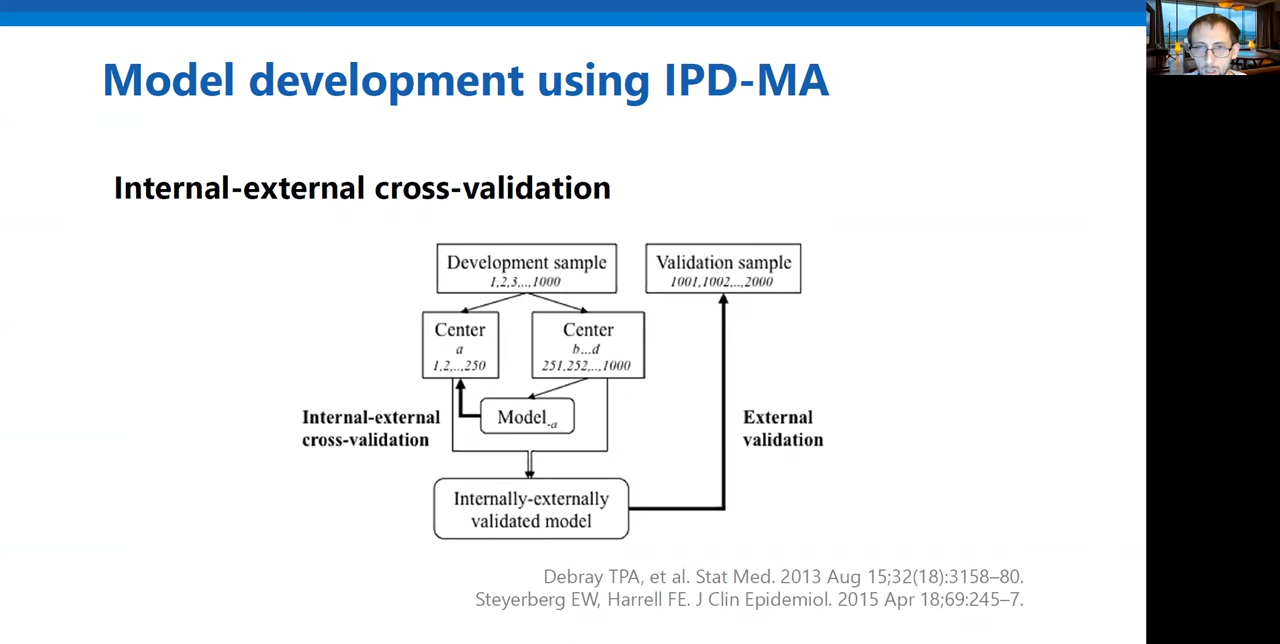 Model development using IPD-MA
Internal-external cross-validation
Development sample
1,2,3,..,1000
Validation sample
1001,1002,..,2000
Center
a
1,2,..,250
Center
b...d
251,252,..,1000
Model-a
Internal-external
cross-validation
External
validation
Internally-externally
validated model
Debray TPA, et al. Stat Med. 2013 Aug 15;32(18):3158–80.
Steyerberg EW, Harrell FE. J Clin Epidemiol. 2015 Apr 18;69:245–7.